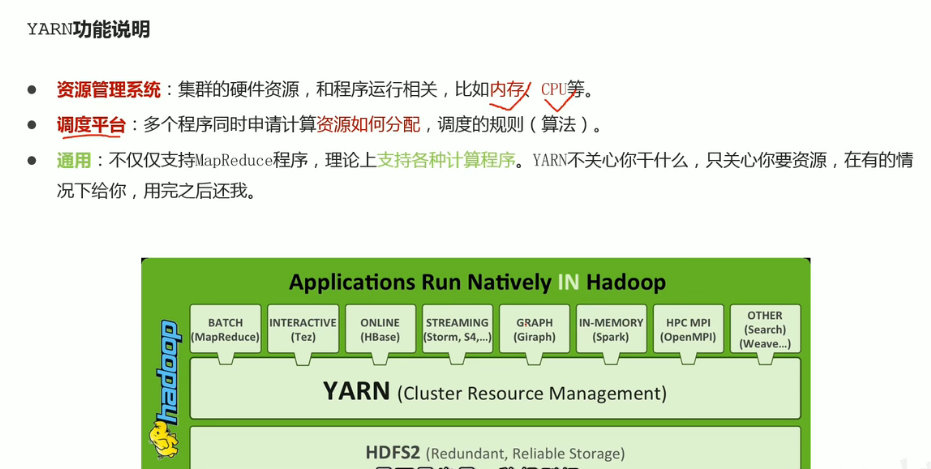 YARN功能说明
● 资源管理系统：集群的硬件资源，和程序运行相关，比如内存、CPU等。
● 调度平台：多个程序同时申请计算资源如何分配，调度的规则（算法）。
● 通用：不仅仅支持MapReduce程序，理论上支持各种计算程序。YARN不关心你干什么，只关心你要资源，在有的情
况下给你，用完之后还我。
Applications Run Natively IN Hadoop
hadoop
BATCH
(MapReduce)
INTERACTIVE
(Tez)
ONLINE
(HBase)
STREAMING
(Storm, S4,...)
GRAPH
(Giraph)
IN-MEMORY
(Spark)
HPC MPI
(OpenMPI)
OTHER
(Search)
(Weave...)
YARN (Cluster Resource Management)
HDFS2 (Redundant, Reliable Storage)